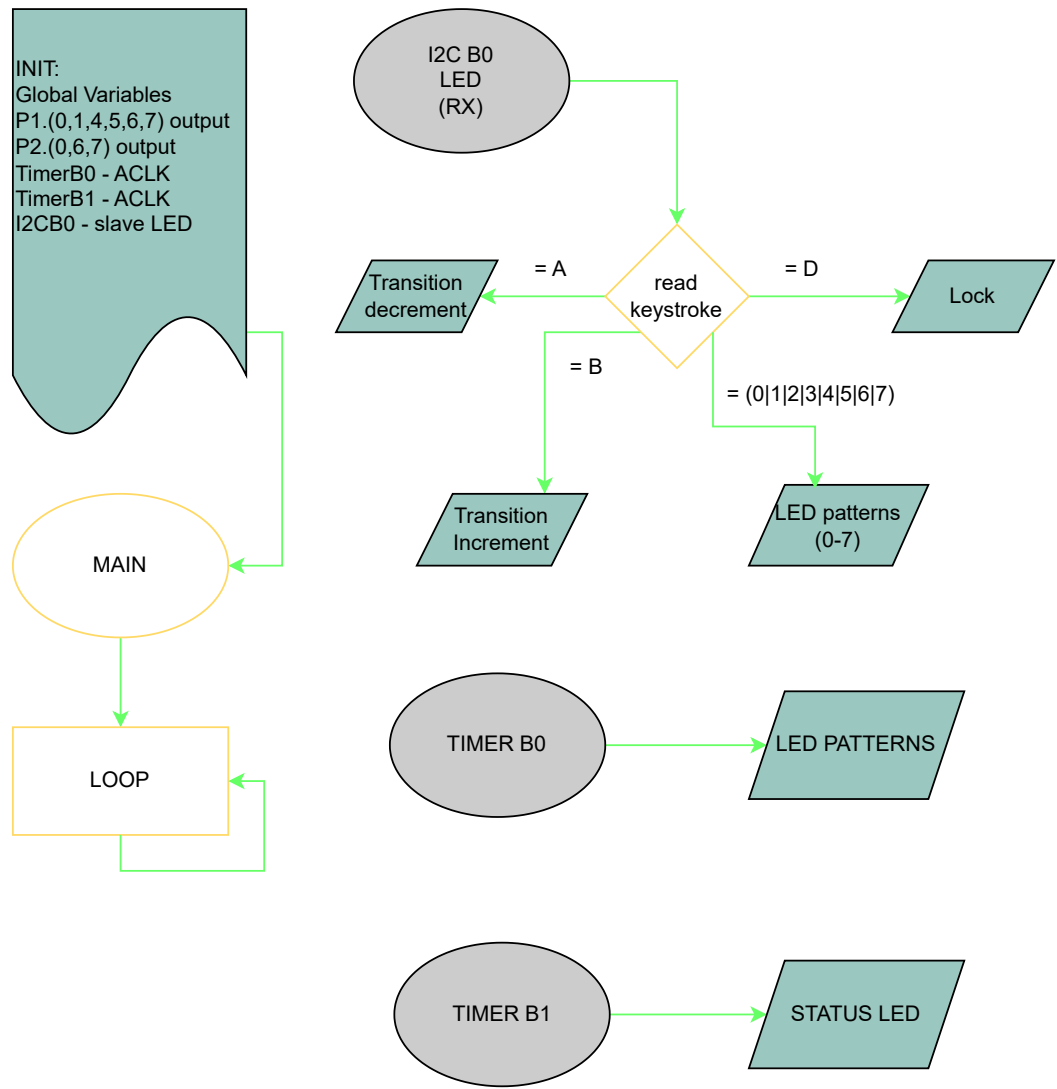 INIT:
Global Variables
P1.(0,1,4,5,6,7) output
P2.(0,6,7) output
TimerB0 - ACLK
TimerB1 - ACLK
I2CB0 - slave LED
MAIN
LOOP
I2C B0
LED
(RX)
read
keystroke
= A
Transition
decrement
= D
Lock
= B
Transition
Increment
= (0|1|2|3|4|5|6|7)
LED patterns
(0-7)
TIMER B0
LED PATTERNS
TIMER B1
STATUS LED